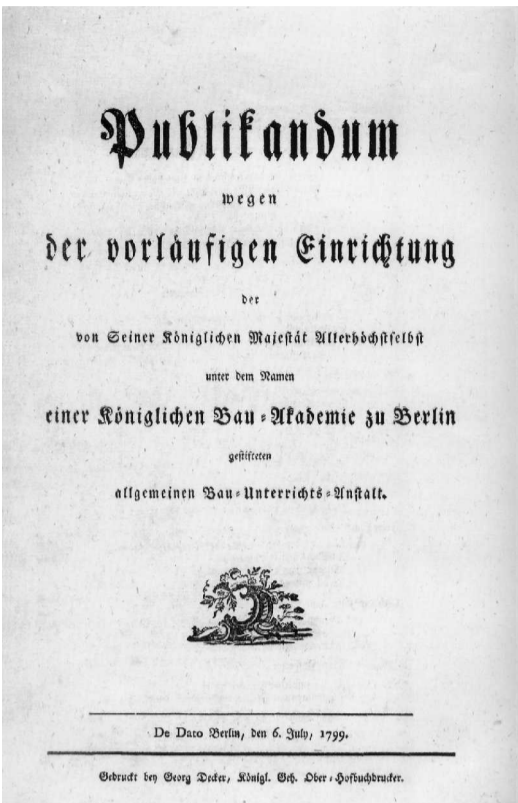 Publikandum
wegen
der vorläufigen Einrichtung
der
von Seiner Königlichen Majestät Allerhöchstselbst
unter dem Namen
einer Königlichen Bau-Akademie zu Berlin
gestifteten
allgemeinen Bau-Unterrichts-Anstalt.
De Dato Berlin, den 6. July, 1799.
Gedruckt bey Georg Decker, Königl. Geh. Ober-Hofbuchdrucker.